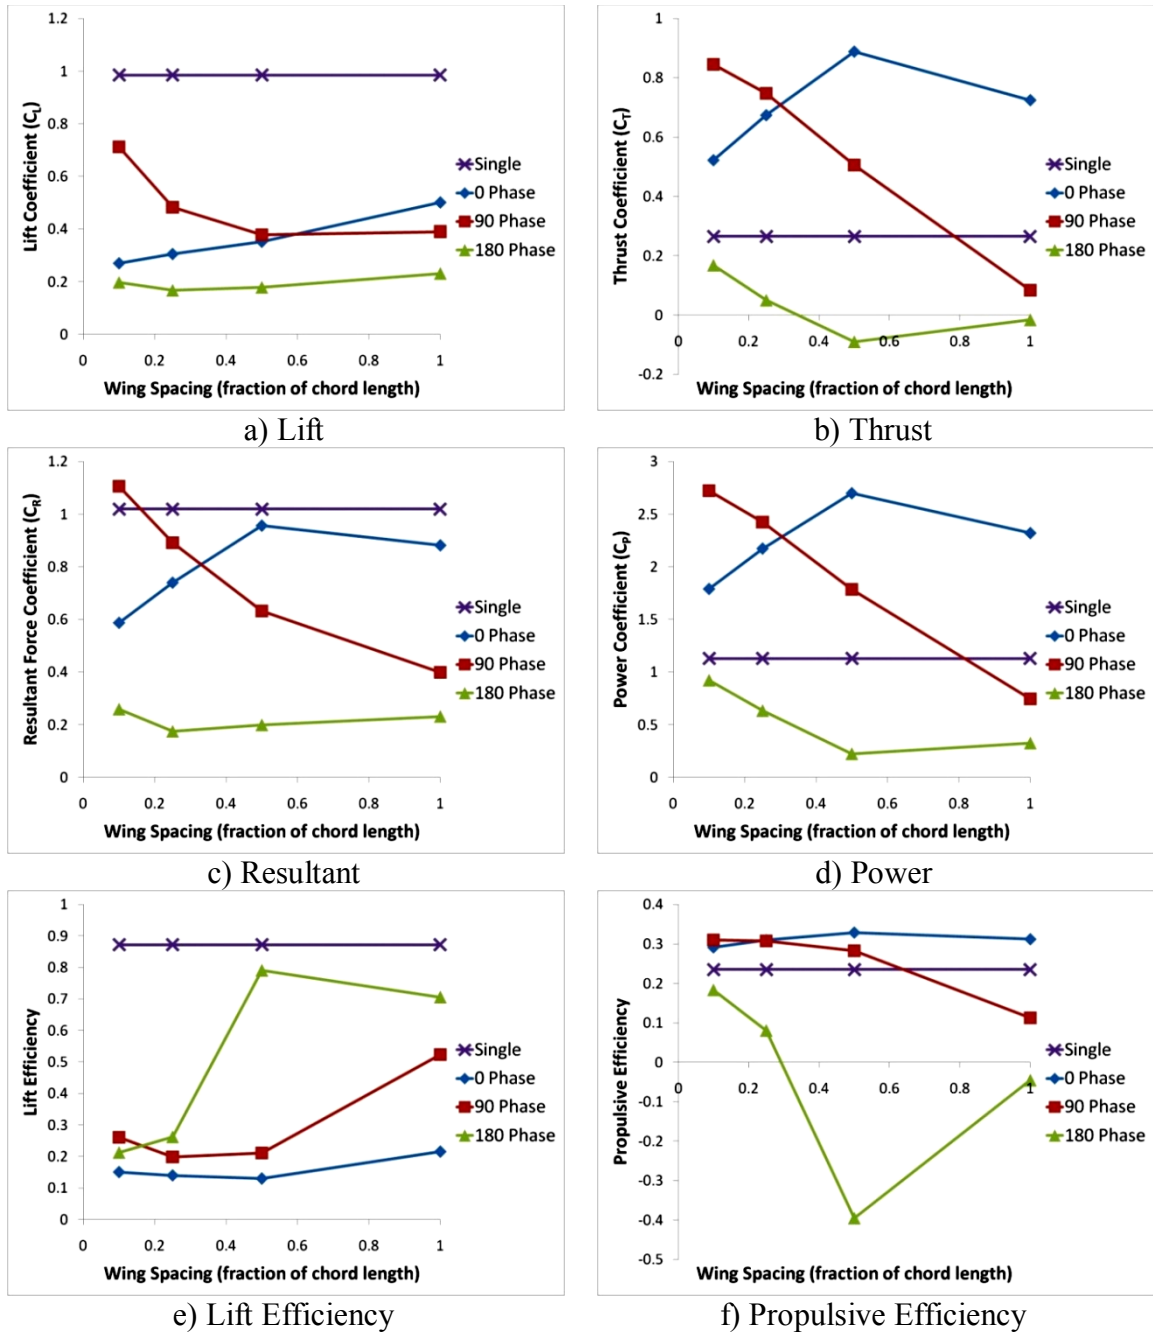 1.2
1
0.8
0.6
0.4
0.2
0
0 0.2 0.4 0.6 0.8 1
Lift Coefficient (CL)
Wing Spacing (fraction of chord length)
Single
0 Phase
90 Phase
180 Phase
a) Lift
1
0.8
0.6
0.4
0.2
0
-0.2
0 0.2 0.4 0.6 0.8 1
Thrust Coefficient (CT)
Wing Spacing (fraction of chord length)
Single
0 Phase
90 Phase
180 Phase
b) Thrust
1.2
1
0.8
0.6
0.4
0.2
0
0 0.2 0.4 0.6 0.8 1
Resultant Force Coefficient (CR)
Wing Spacing (fraction of chord length)
Single
0 Phase
90 Phase
180 Phase
c) Resultant
3
2.5
2
1.5
1
0.5
0
0 0.2 0.4 0.6 0.8 1
Power Coefficient (CP)
Wing Spacing (fraction of chord length)
Single
0 Phase
90 Phase
180 Phase
d) Power
1
0.9
0.8
0.7
0.6
0.5
0.4
0.3
0.2
0.1
0
0 0.2 0.4 0.6 0.8 1
Lift Efficiency
Wing Spacing (fraction of chord length)
Single
0 Phase
90 Phase
180 Phase
e) Lift Efficiency
0.4
0.3
0.2
0.1
0
-0.1
-0.2
-0.3
-0.4
-0.5
0 0.2 0.4 0.6 0.8 1
Propulsive Efficiency
Wing Spacing (fraction of chord length)
Single
0 Phase
90 Phase
180 Phase
f) Propulsive Efficiency